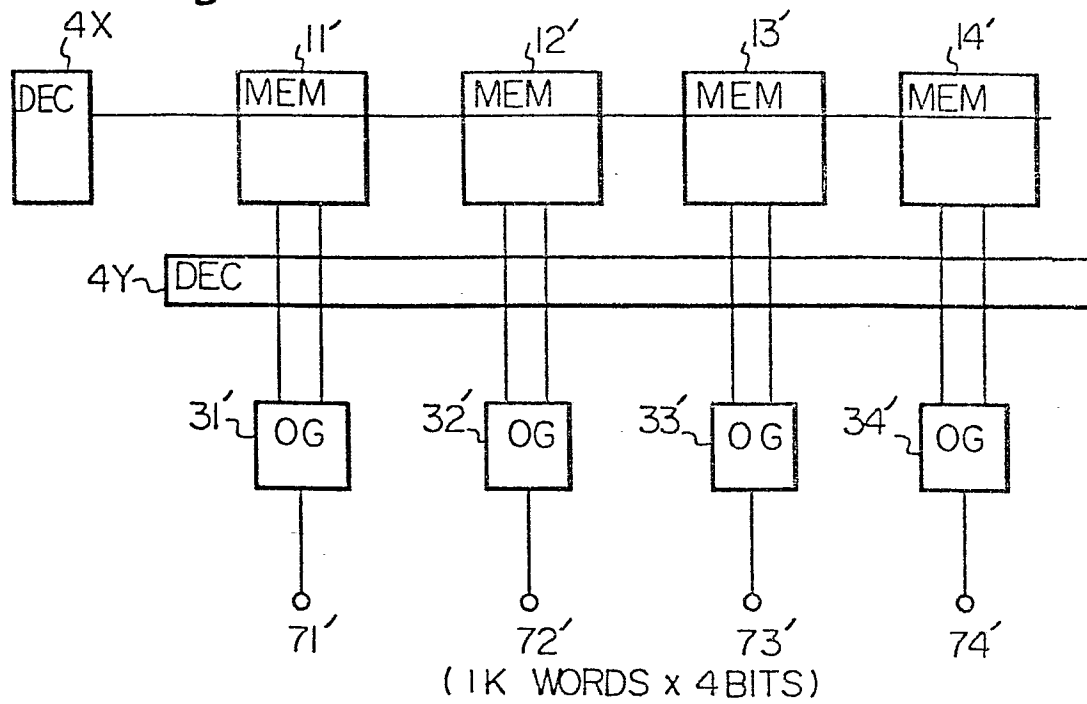 4X 11′ 12′ 13′ 14′
DEC MEM MEM MEM MEM
4Y DEC
31′ OG 32′ OG 33′ OG 34′ OG
71′ 72′ 73′ 74′
(1K WORDS x 4BITS)